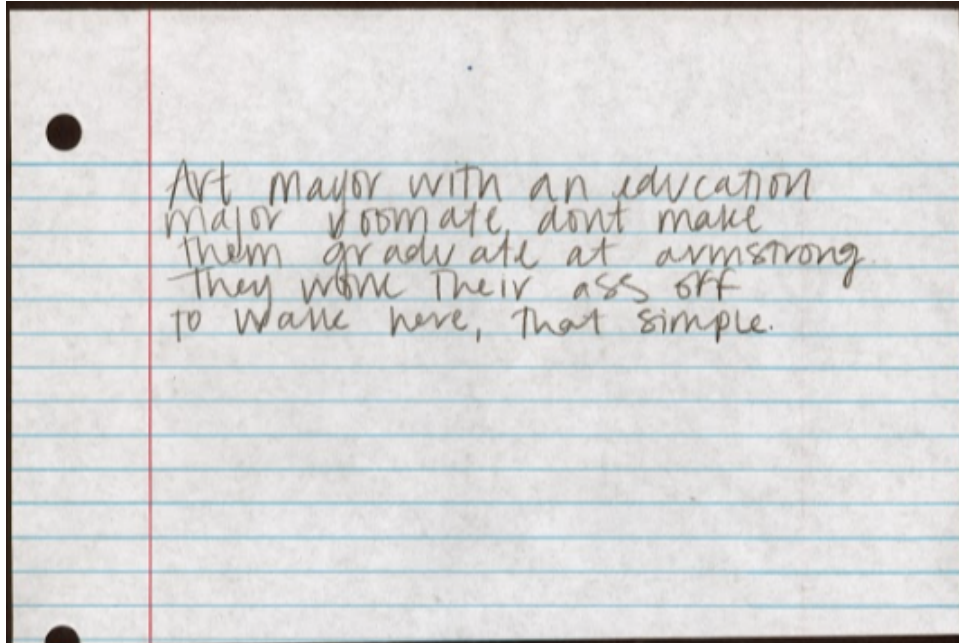 Art mayor with an education
major roomate, dont make
them graduate at armstrong.
They work Their ass off
to walk here, that simple.